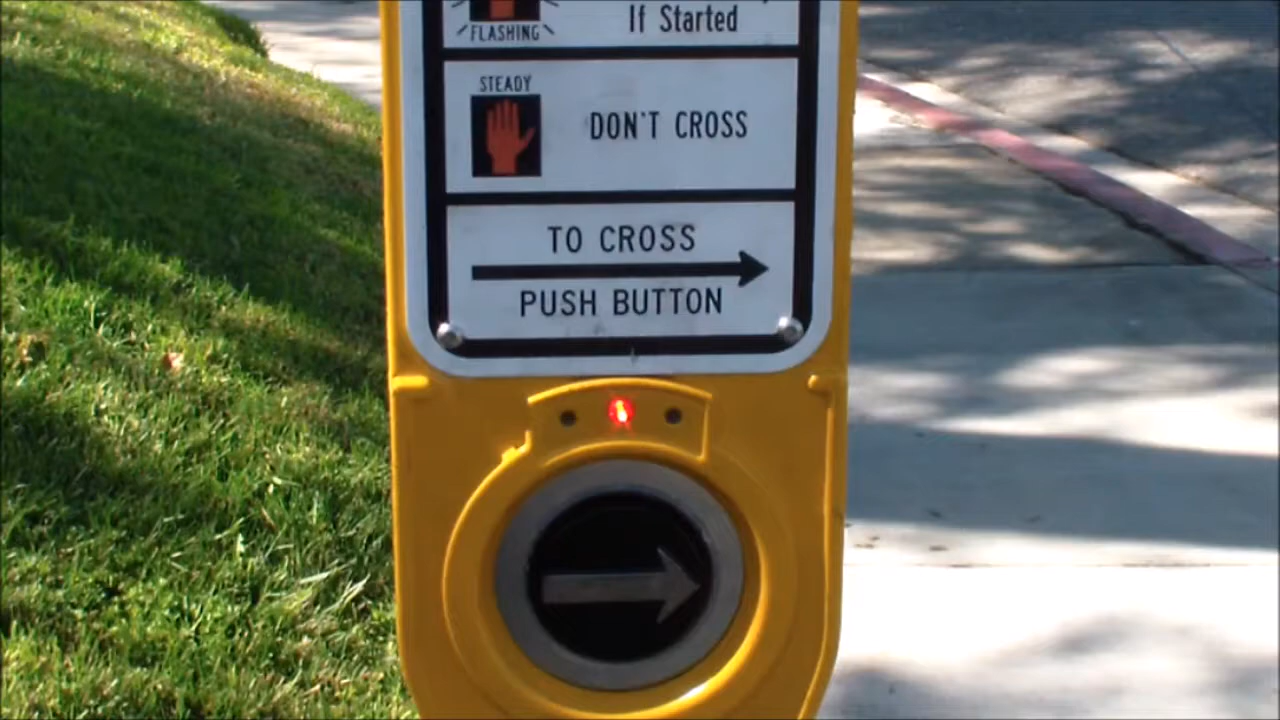 If Started
FLASHING
STEADY
DON'T CROSS
TO CROSS
PUSH BUTTON